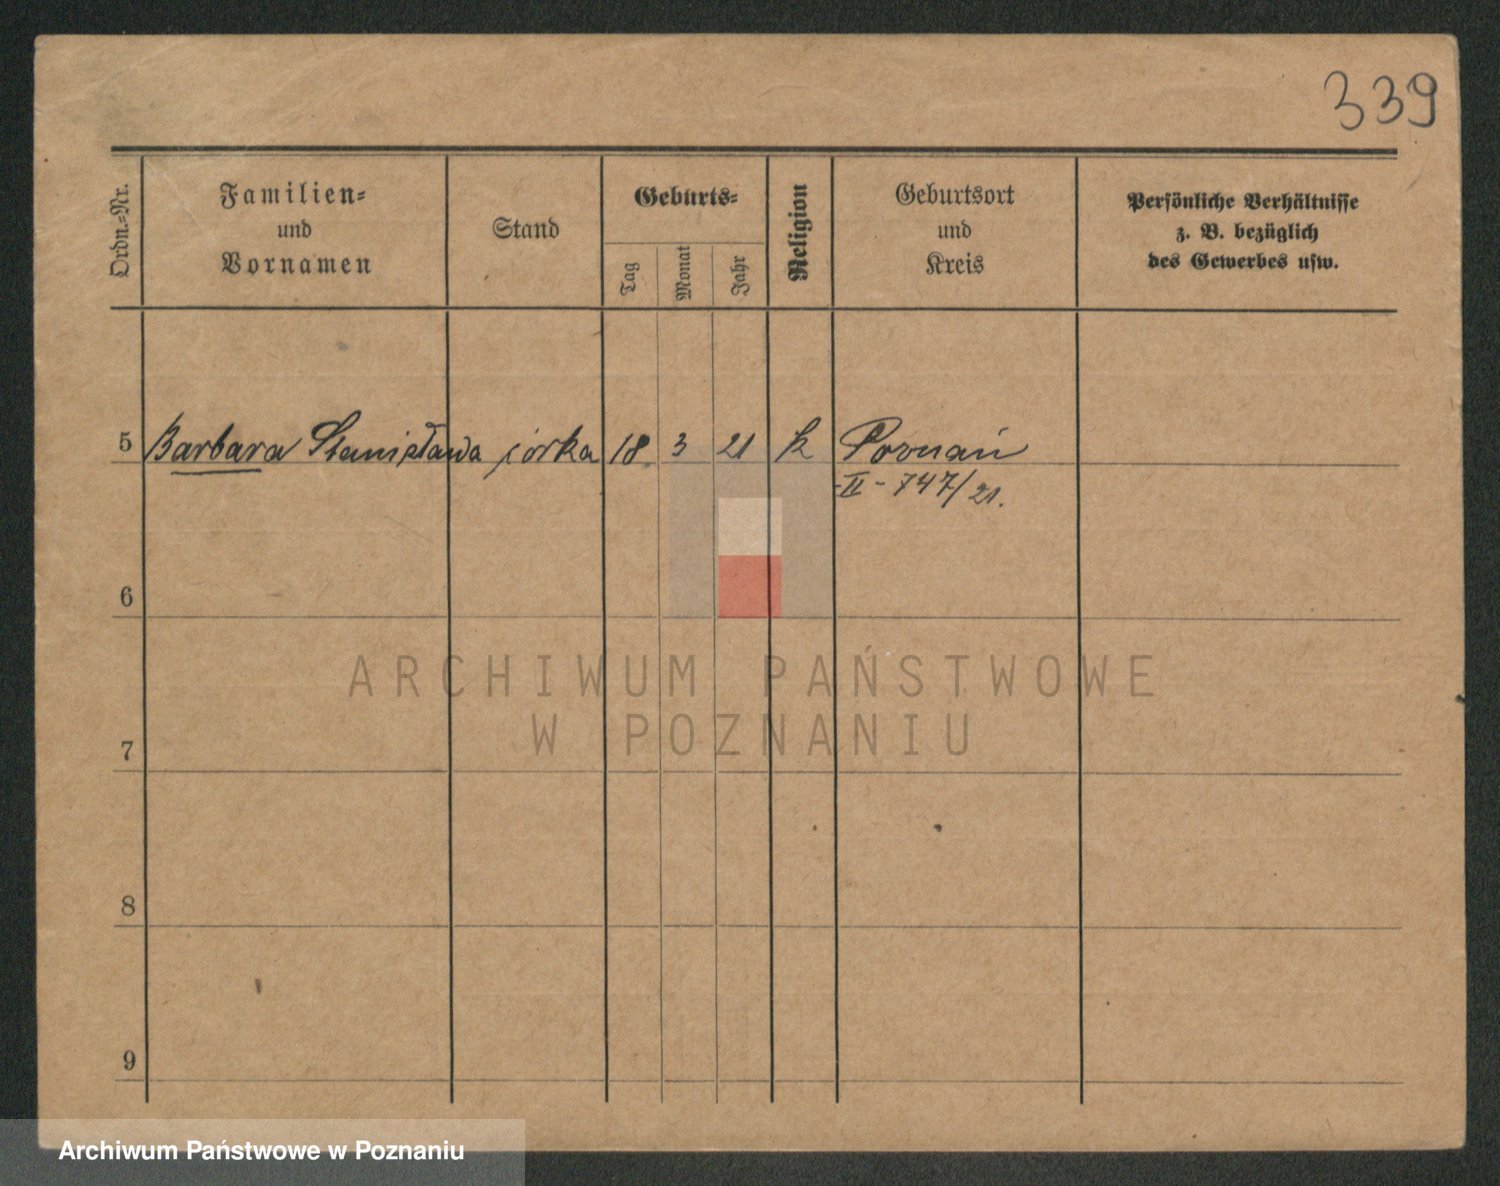 339
Ordn.-Nr.
Familien-
und
Vornamen
Stand
Geburts-
Tag
Monat
Jahr
Religion
Geburtsort
und
Kreis
Persönliche Verhältnisse
z. B. bezüglich
des Gewerbes usw.
5 Barbara Stanisława córka 18. 3 21 k Poznań
-II- 747/21.
6
7
8
9
ARCHIWUM PAŃSTWOWE
W POZNANIU
Archiwum Państwowe w Poznaniu